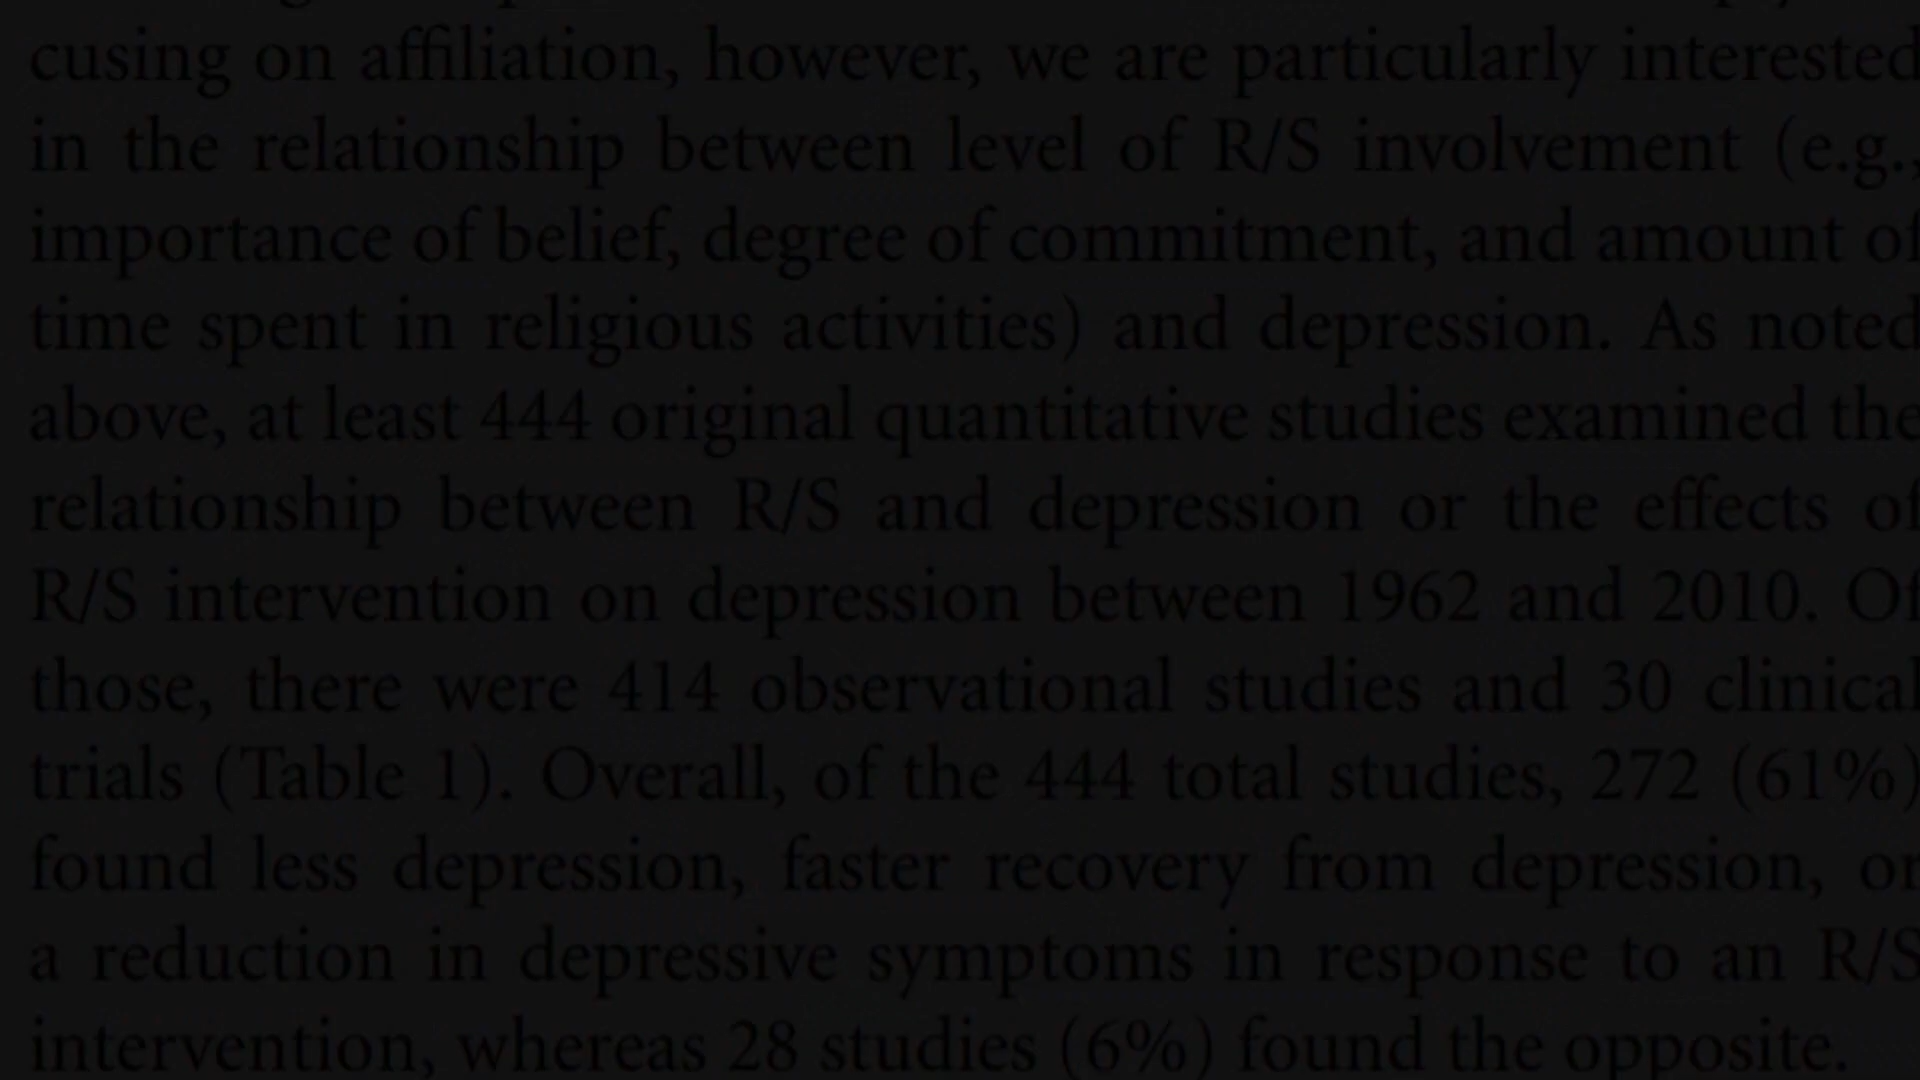 cusing on affiliation, however, we are particularly interested
in the relationship between level of R/S involvement (e.g.,
importance of belief, degree of commitment, and amount of
time spent in religious activities) and depression. As noted
above, at least 444 original quantitative studies examined the
relationship between R/S and depression or the effects of
R/S intervention on depression between 1962 and 2010. Of
those, there were 414 observational studies and 30 clinical
trials (Table 1). Overall, of the 444 total studies, 272 (61%)
found less depression, faster recovery from depression, or
a reduction in depressive symptoms in response to an R/S
intervention, whereas 28 studies (6%) found the opposite.